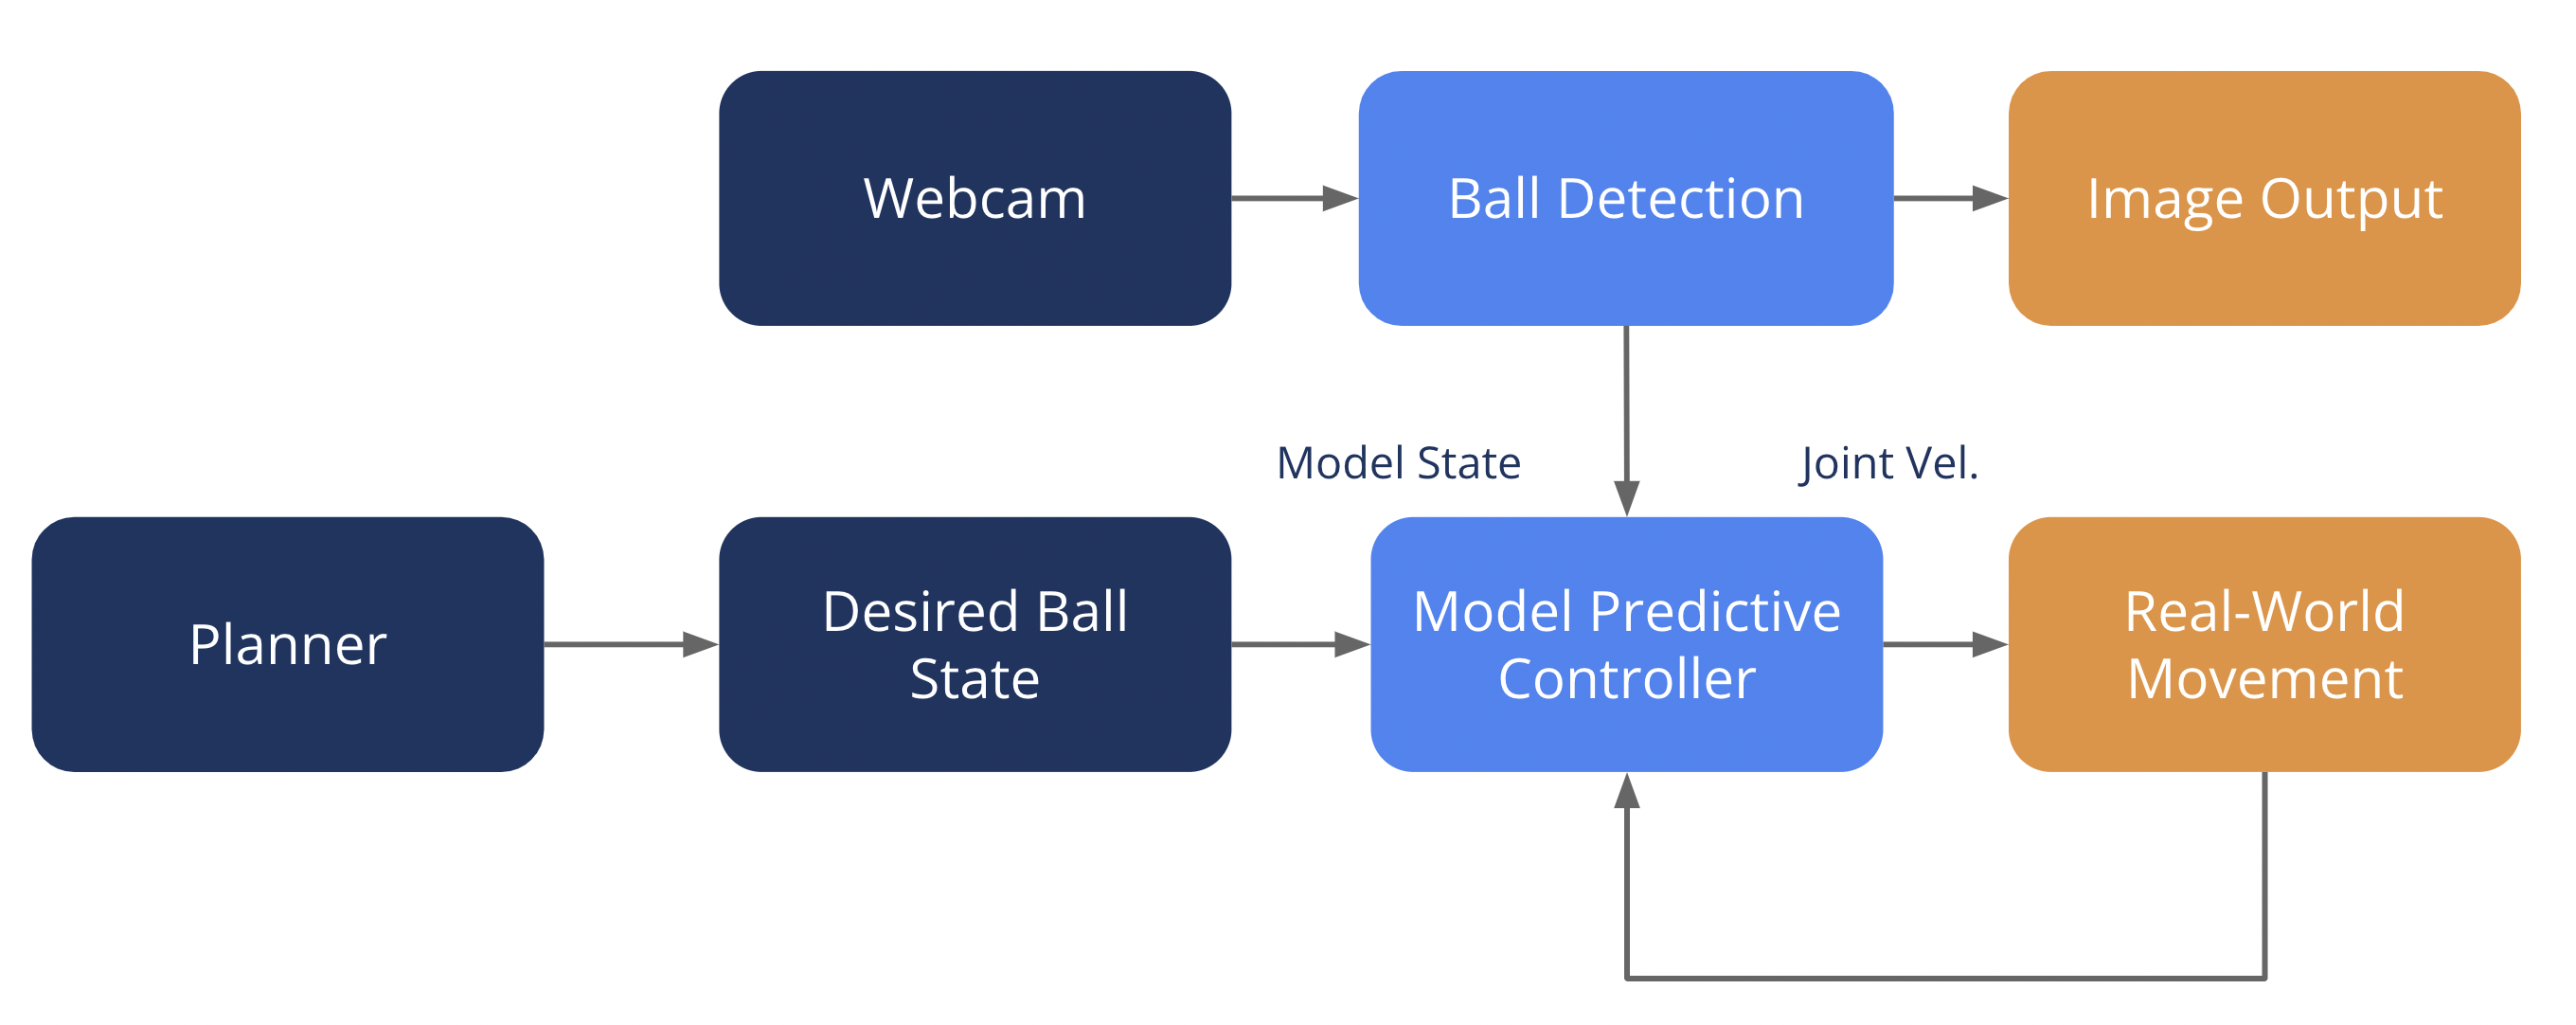 Webcam
Ball Detection
Image Output
Model State
Joint Vel.
Planner
Desired Ball
State
Model Predictive
Controller
Real-World
Movement